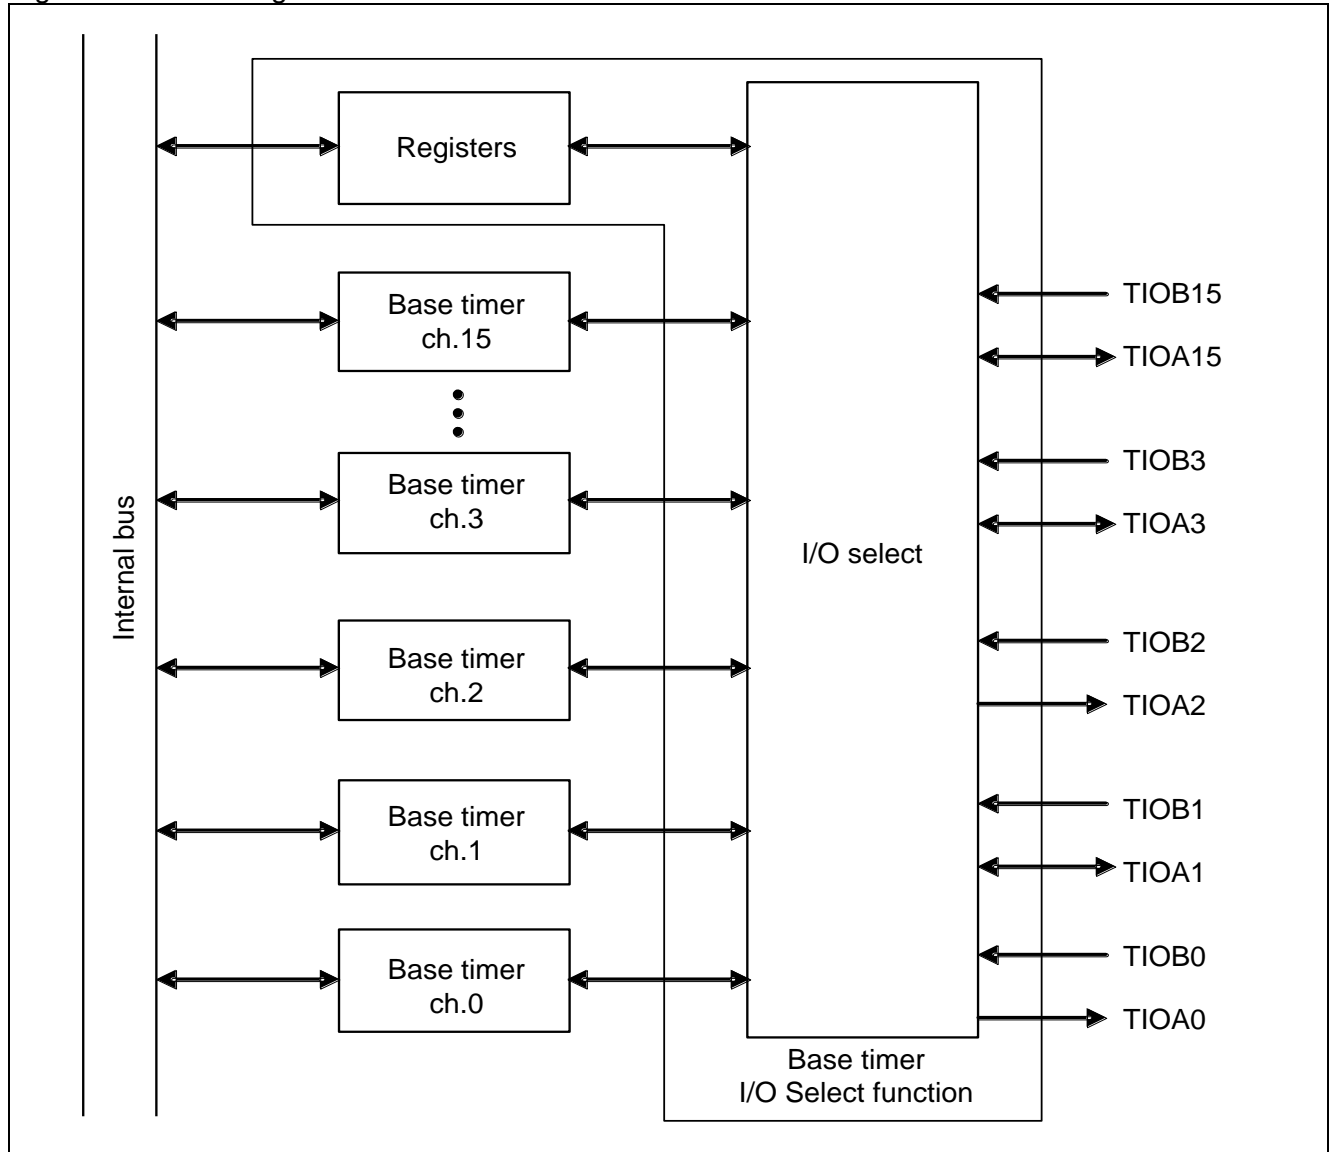 Registers
Base timer
ch.15
Base timer
ch.3
Base timer
ch.2
Base timer
ch.1
Base timer
ch.0
Internal bus
I/O select
TIOB15
TIOA15
TIOB3
TIOA3
TIOB2
TIOA2
TIOB1
TIOA1
TIOB0
TIOA0
Base timer
I/O Select function